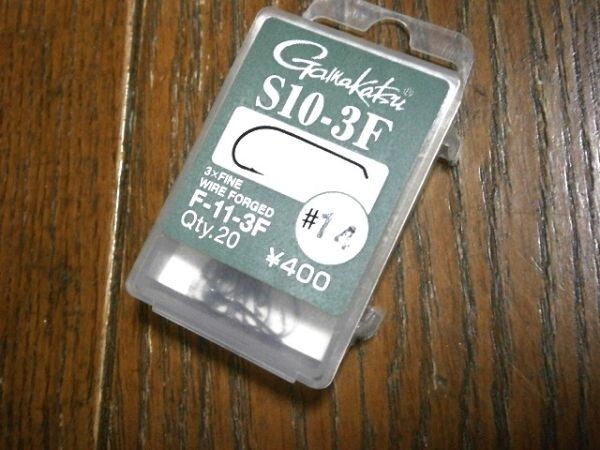 Gamakatsu®
S10-3F
3×FINE
WIRE FORGED
F-11-3F
Qty.20
#14
¥400